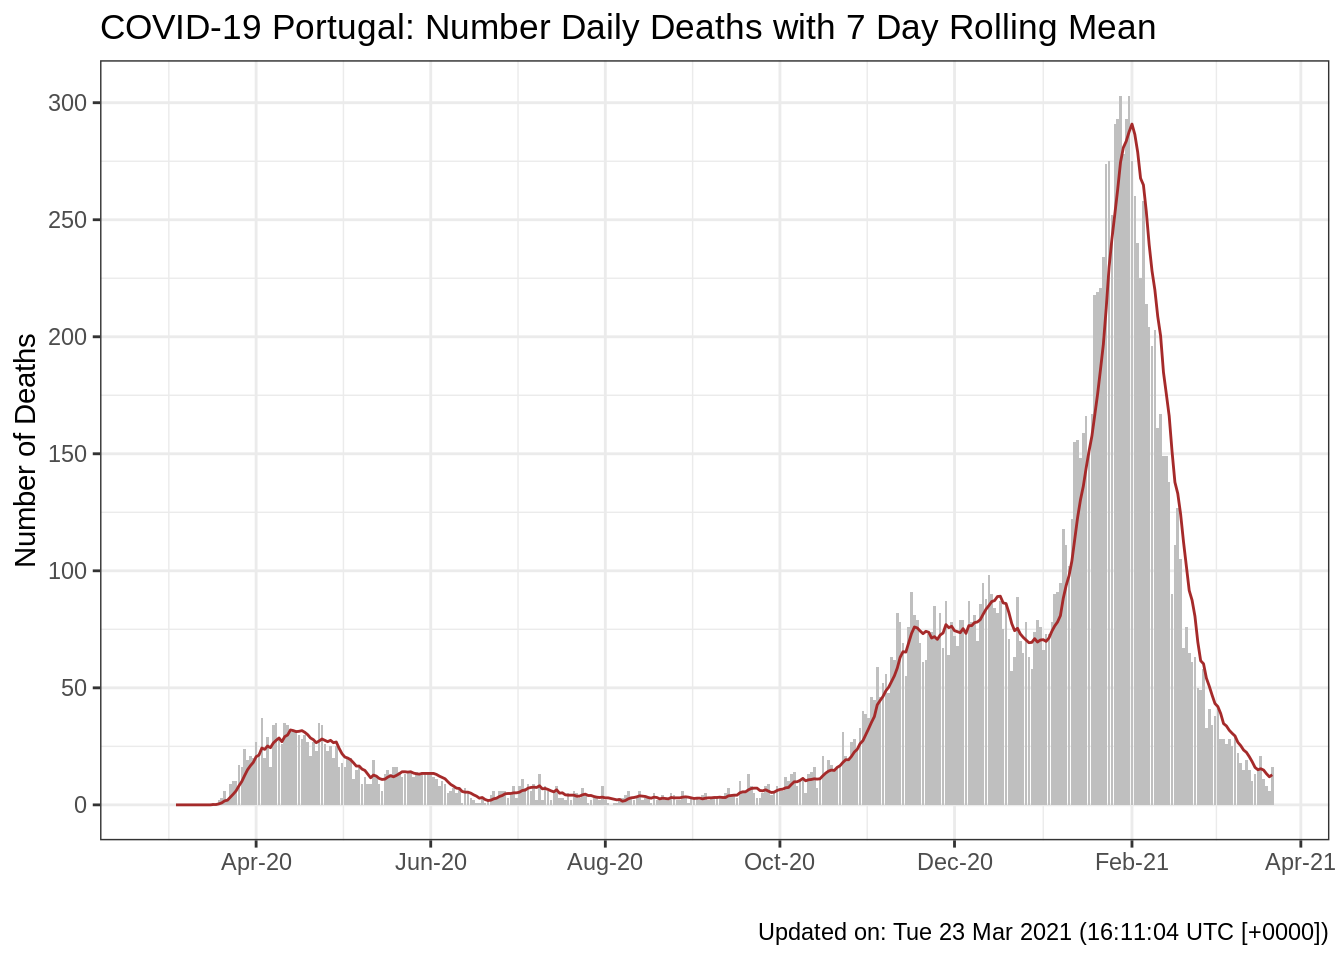 COVID-19 Portugal: Number Daily Deaths with 7 Day Rolling Mean
Number of Deaths
300
250
200
150
100
50
0
Apr-20 Jun-20 Aug-20 Oct-20 Dec-20 Feb-21 Apr-21
Updated on: Tue 23 Mar 2021 (16:11:04 UTC [+0000])